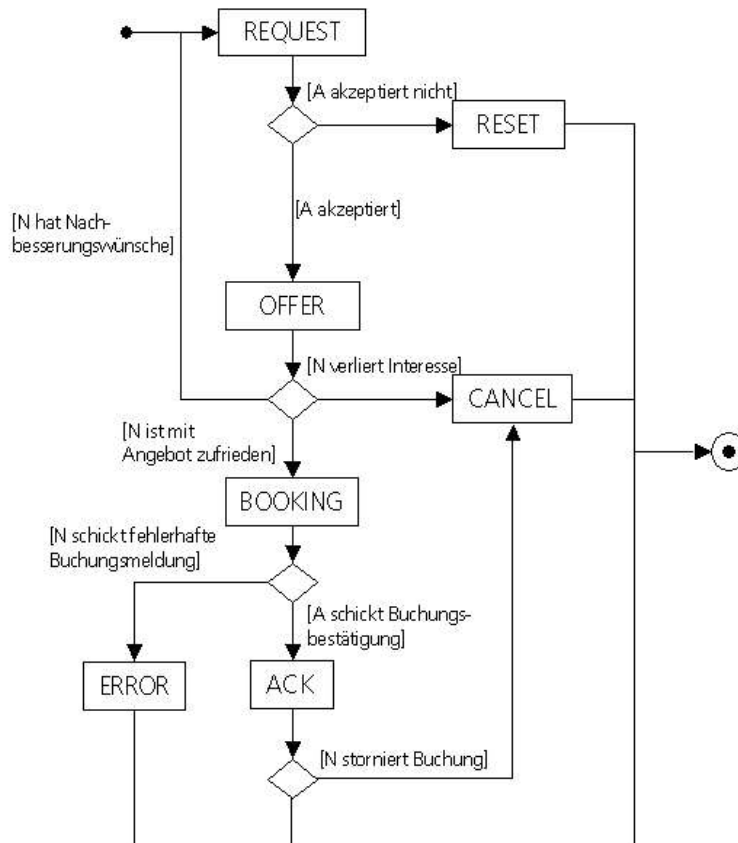 REQUEST
[A akzeptiert nicht]
RESET
[A akzeptiert]
[N hat Nach-
besserungswünsche]
OFFER
[N verliert Interesse]
CANCEL
[N ist mit
Angebot zufrieden]
BOOKING
[N schickt fehlerhafte
Buchungsmeldung]
[A schickt Buchungs-
bestätigung]
ERROR
ACK
[N storniert Buchung]